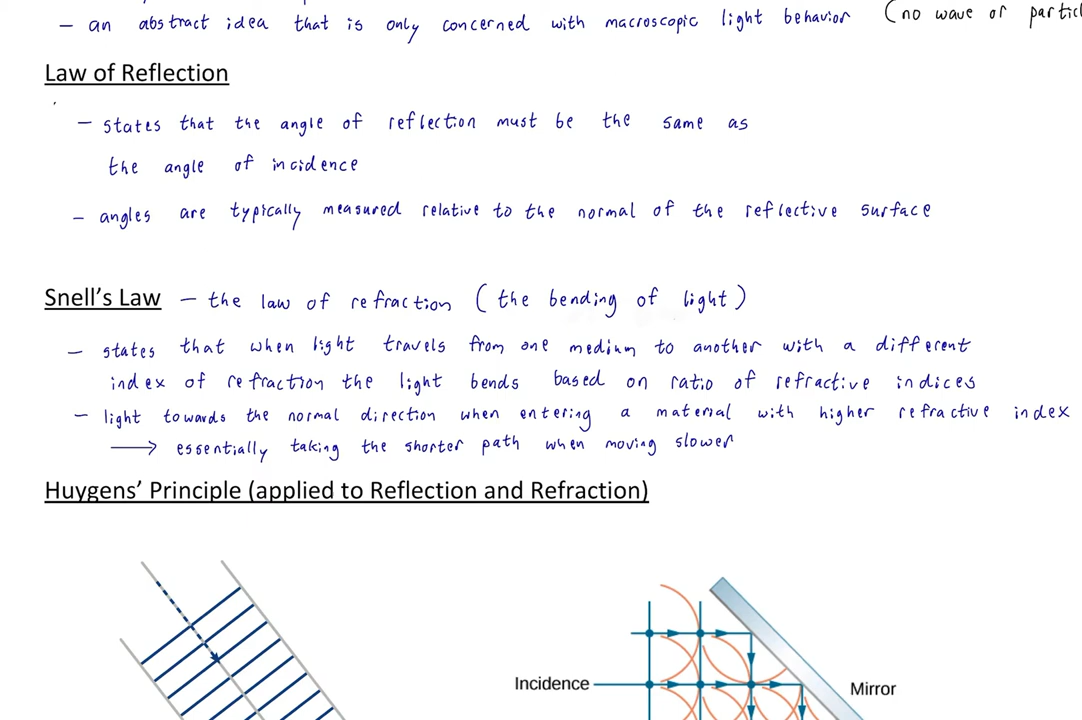 – an abstract idea that is only concerned with macroscopic light behavior (no wave or
Law of Reflection
– states that the angle of reflection must be the same as
the angle of incidence
– angles are typically measured relative to the normal of the reflective surface
Snell's Law – the law of refraction (the bending of light)
– states that when light travels from one medium to another with a different
index of refraction the light bends based on ratio of refractive indices
– light towards the normal direction when entering a material with higher refractive index
⟶ essentially taking the shorter path when moving slower
Huygens' Principle (applied to Reflection and Refraction)
Incidence
Mirror